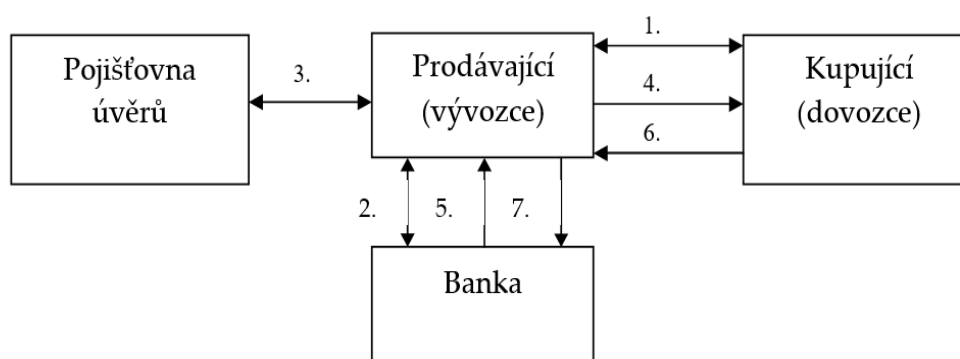 Pojišťovna
úvěrů
3.
Prodávající
(vývozce)
1.
4.
6.
Kupující
(dovozce)
2.
5.
7.
Banka